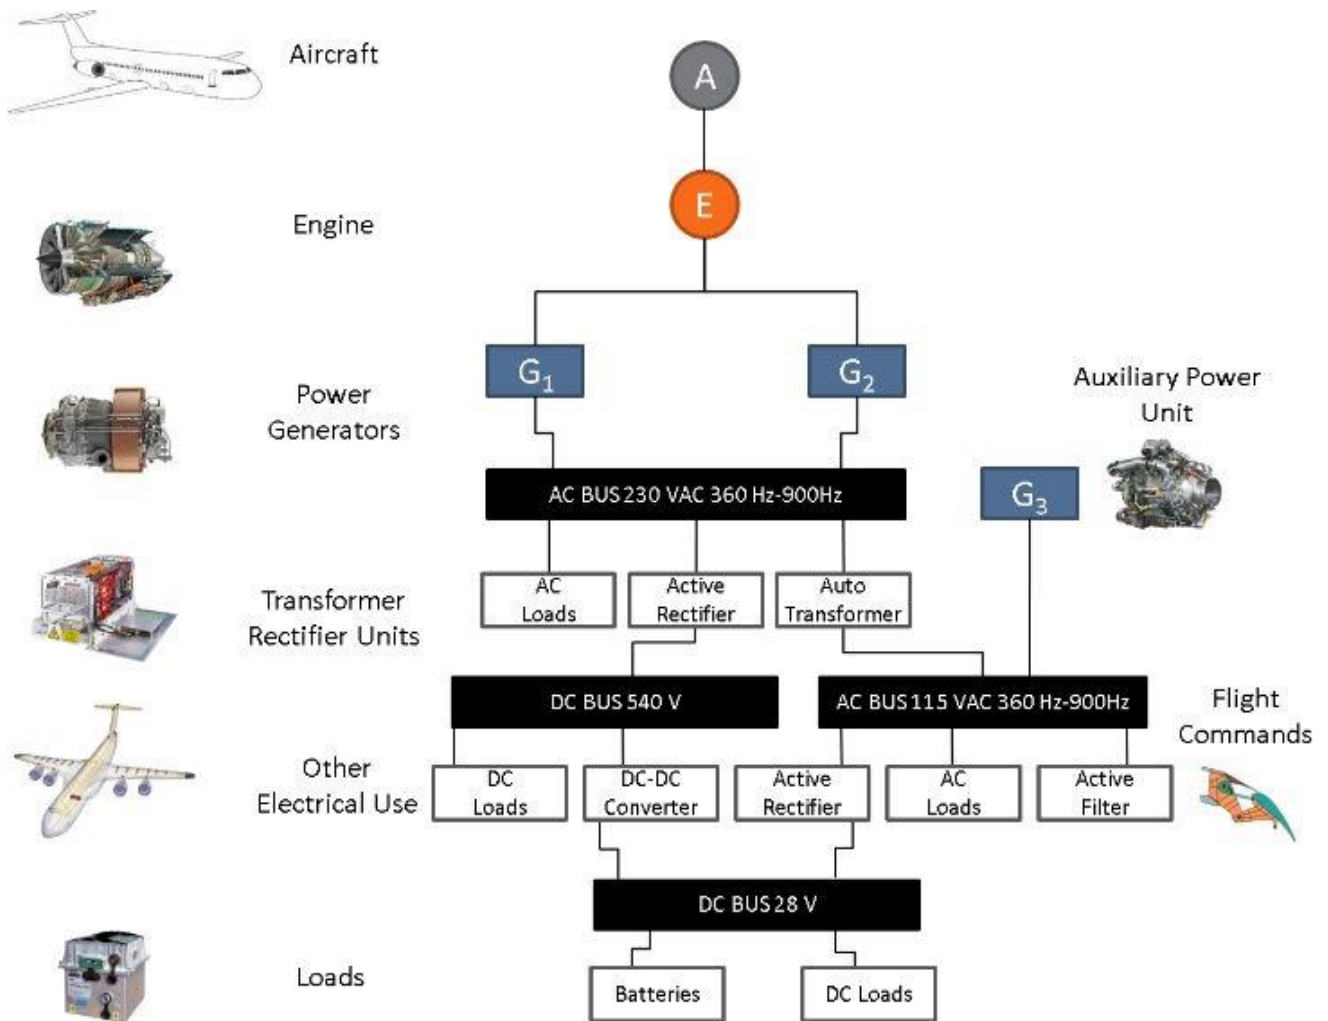 Aircraft
A
E
Engine
G1
G2
Power
Generators
Auxiliary Power
Unit
AC BUS 230 VAC 360 Hz-900Hz
G3
Transformer
Rectifier Units
AC
Loads
Active
Rectifier
Auto
Transformer
DC BUS 540 V
AC BUS 115 VAC 360 Hz-900Hz
Flight
Commands
Other
Electrical Use
DC
Loads
DC-DC
Converter
Active
Rectifier
AC
Loads
Active
Filter
DC BUS 28 V
Loads
Batteries
DC Loads